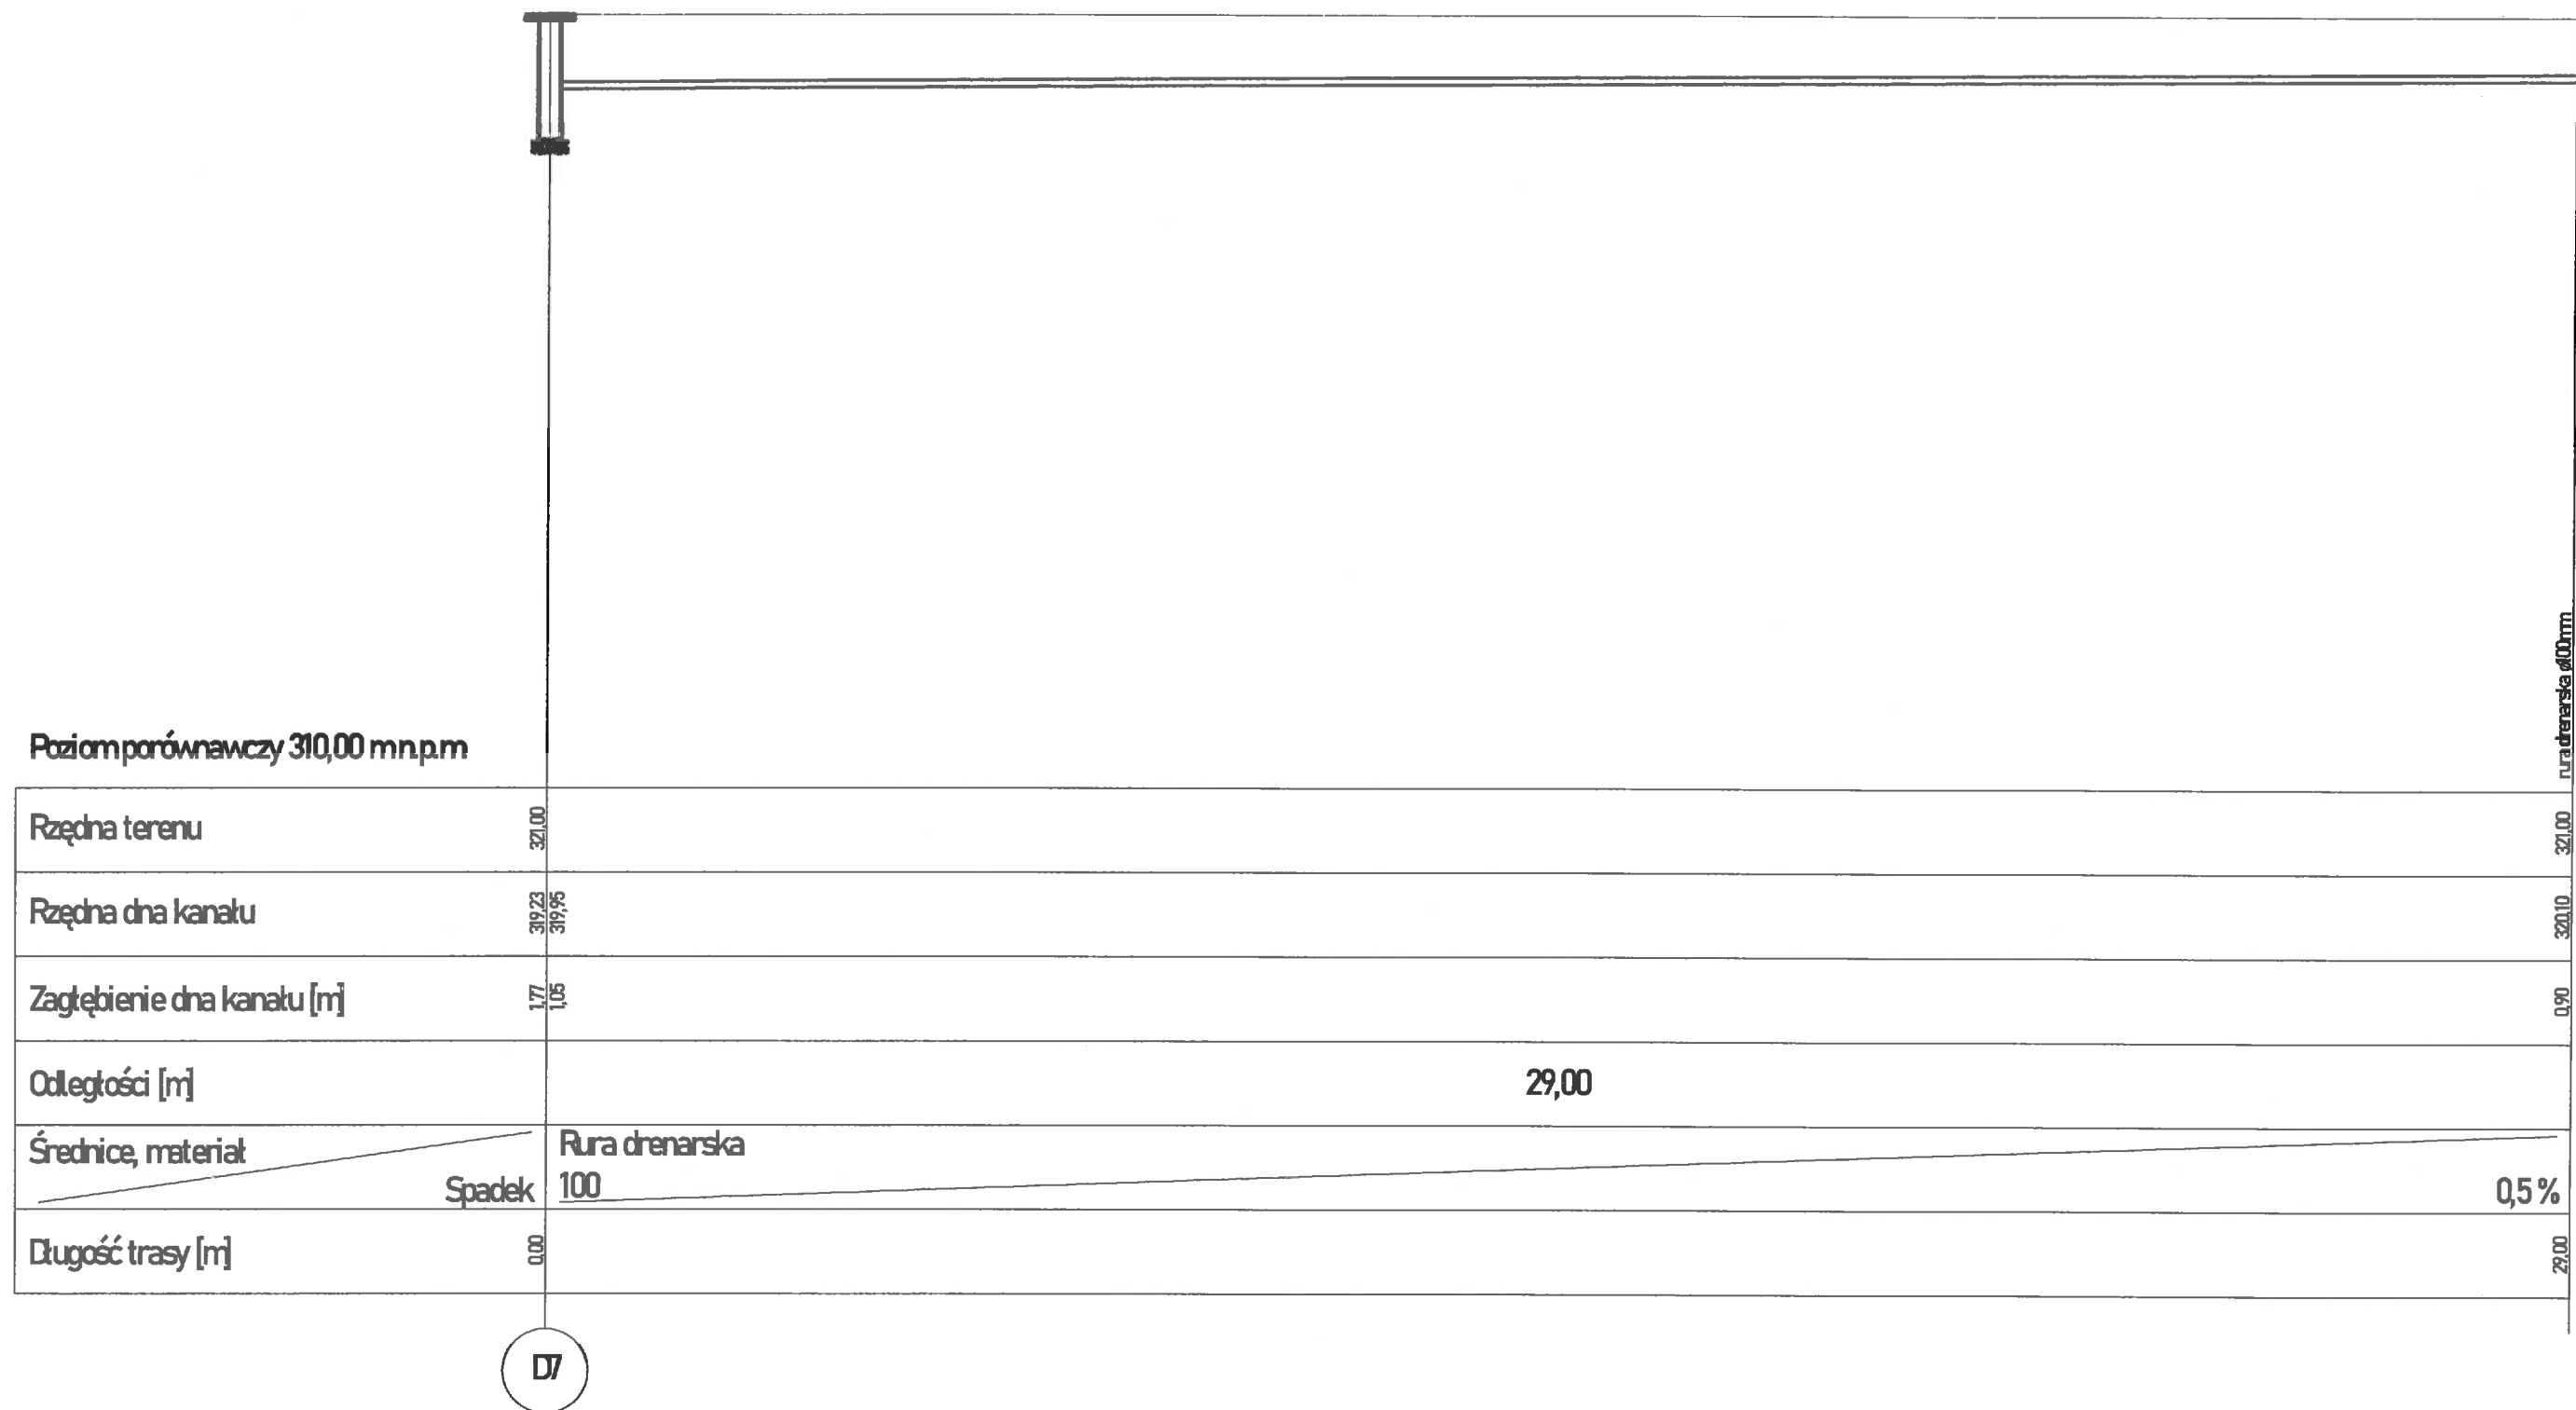 rura drenarska ø100mm
Poziom porównawczy 310,00 m n.p.m
Rzędna terenu 321,00 321,00
Rzędna dna kanału 319,23 319,95 320,10
Zagłębienie dna kanału [m] 1,77 1,05 0,90
Odległości [m] 29,00
Średnice, materiał Rura drenarska
Spadek 100 0,5 %
Długość trasy [m] 0,00 29,00
D7